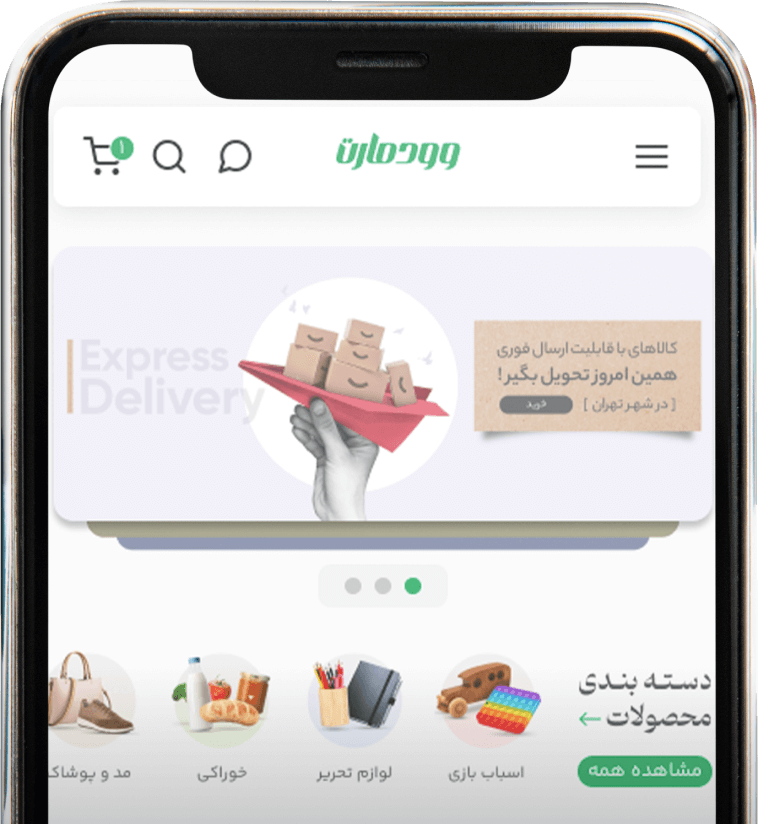 وودمارت
۱
Express
Delivery
کالاهای با قابلیت ارسال فوری
همین امروز تحویل بگیر!
[ در شهر تهران ]
خرید
دسته بندی
محصولات
مشاهده همه
اسباب بازی
لوازم تحریر
خوراکی
مد و پوشاک